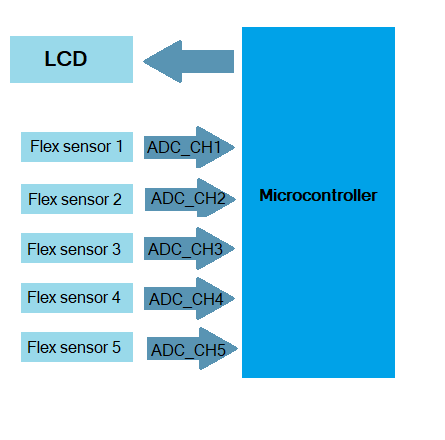 LCD
Flex sensor 1
ADC_CH1
Flex sensor 2
ADC_CH2
Microcontroller
Flex sensor 3
ADC_CH3
Flex sensor 4
ADC_CH4
Flex sensor 5
ADC_CH5